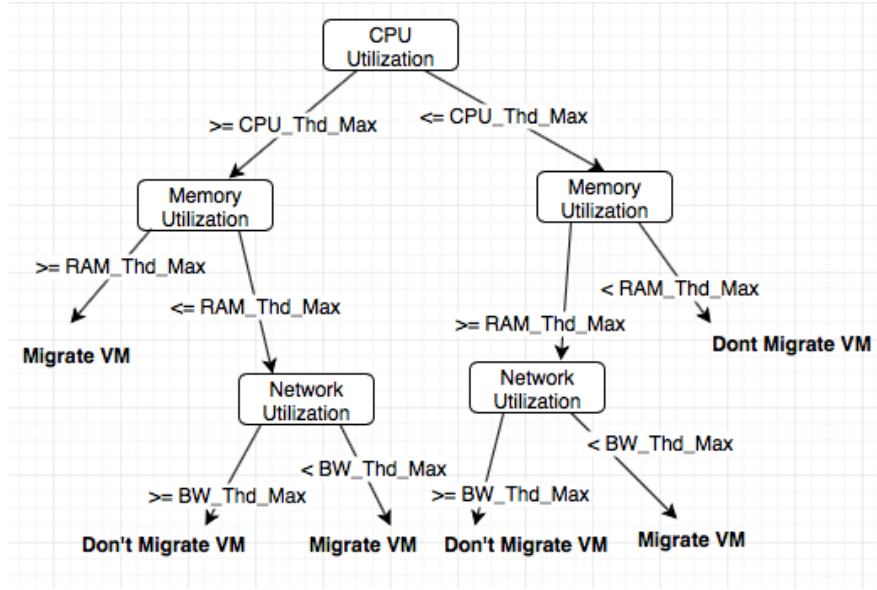 CPU
Utilization
>= CPU_Thd_Max
<= CPU_Thd_Max
Memory
Utilization
Memory
Utilization
>= RAM_Thd_Max
<= RAM_Thd_Max
< RAM_Thd_Max
>= RAM_Thd_Max
Migrate VM
Dont Migrate VM
Network
Utilization
Network
Utilization
< BW_Thd_Max
>= BW_Thd_Max
< BW_Thd_Max
>= BW_Thd_Max
Don't Migrate VM
Migrate VM
Don't Migrate VM
Migrate VM